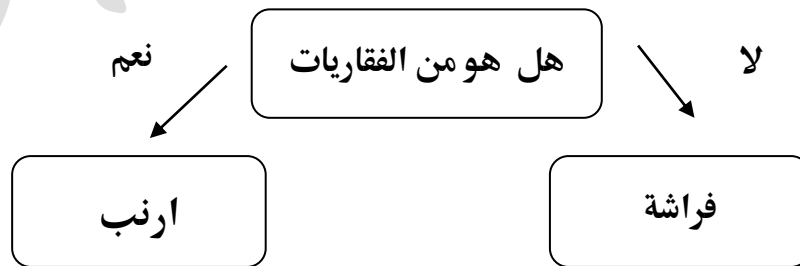 هل هو من الفقاريات
لا
نعم
فراشة
ارنب